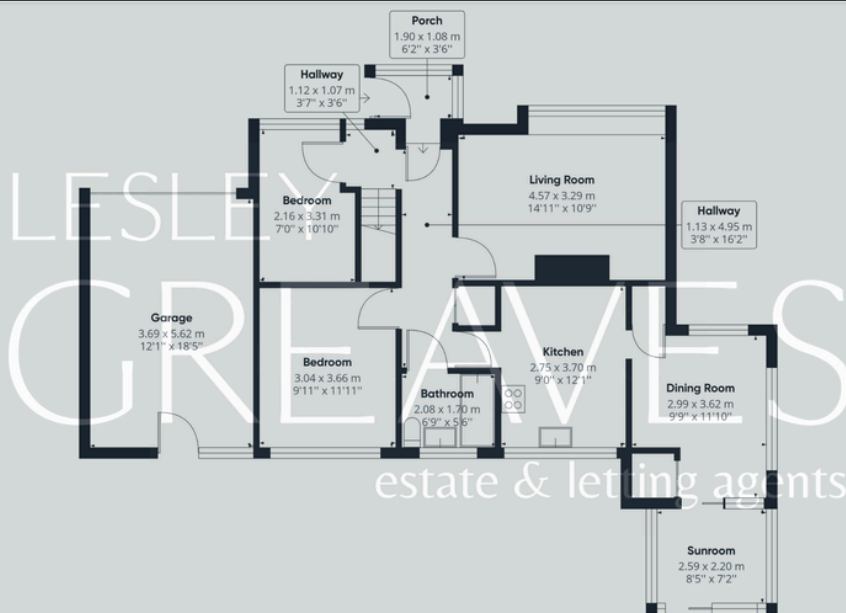 Porch
1.90 x 1.08 m
6'2" x 3'6"
Hallway
1.12 x 1.07 m
3'7" x 3'6"
LESLEY
GREAVES
estate & letting agents
Bedroom
2.16 x 3.31 m
7'0" x 10'10"
Living Room
4.57 x 3.29 m
14'11" x 10'9"
Hallway
1.13 x 4.95 m
3'8" x 16'2"
Garage
3.69 x 5.62 m
12'1" x 18'5"
Bedroom
3.04 x 3.66 m
9'11" x 11'11"
Kitchen
2.75 x 3.70 m
9'0" x 12'1"
Bathroom
2.08 x 1.70 m
6'9" x 5'6"
Dining Room
2.99 x 3.62 m
9'9" x 11'10"
Sunroom
2.59 x 2.20 m
8'5" x 7'2"